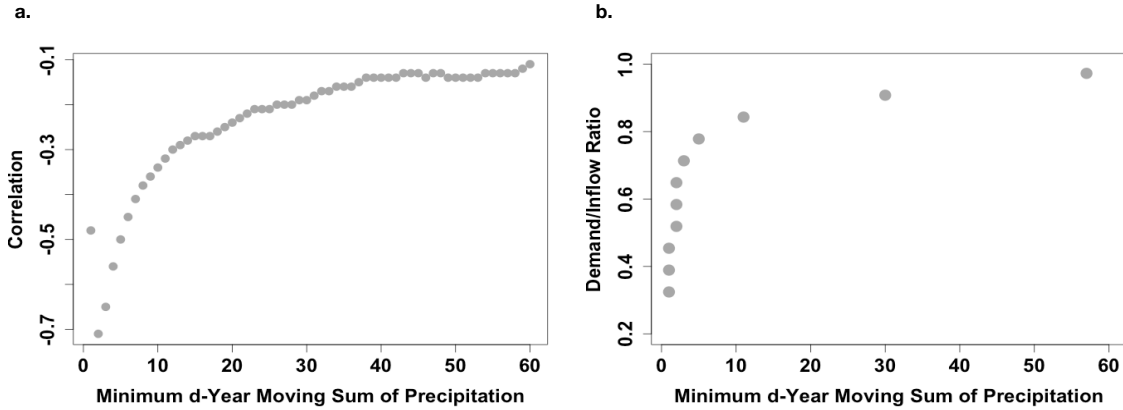 a.
-0.1
-0.3
-0.5
-0.7
Correlation
0 10 20 30 40 50 60
Minimum d-Year Moving Sum of Precipitation
b.
1.0
0.8
0.6
0.4
0.2
Demand/Inflow Ratio
0 10 20 30 40 50 60
Minimum d-Year Moving Sum of Precipitation